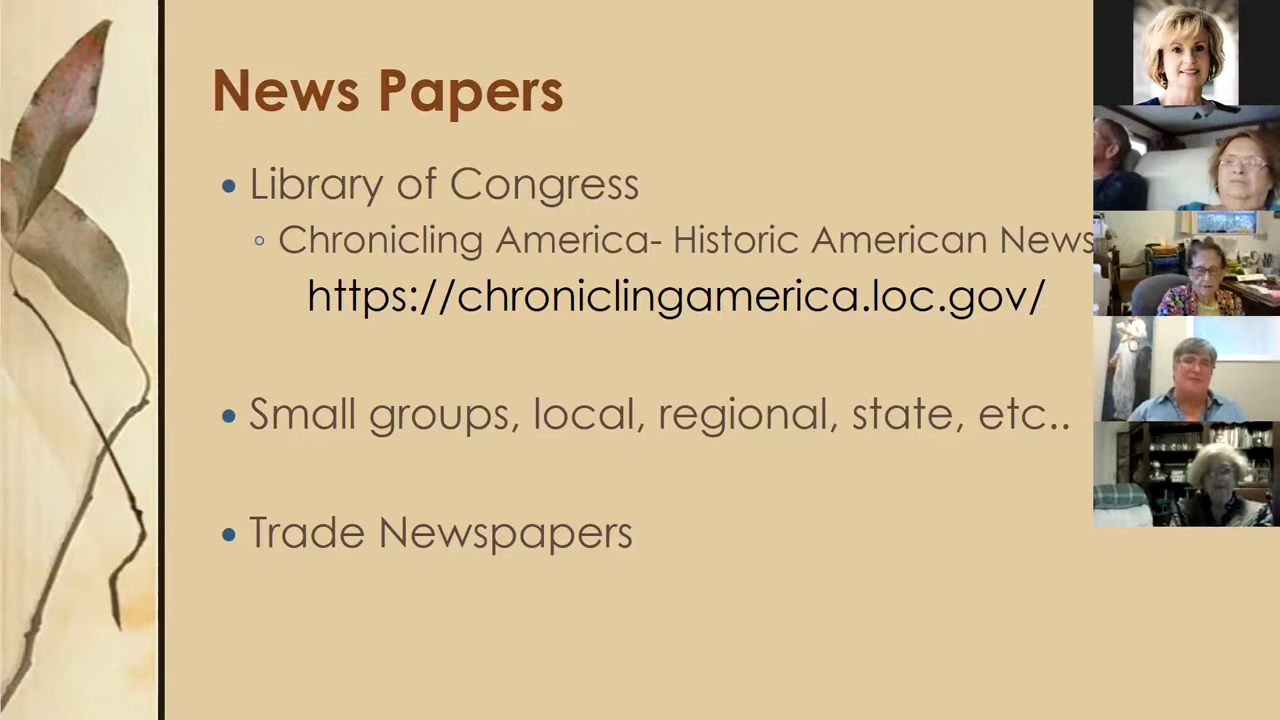 News Papers
• Library of Congress
◦ Chronicling America- Historic American News
https://chroniclingamerica.loc.gov/
• Small groups, local, regional, state, etc..
• Trade Newspapers